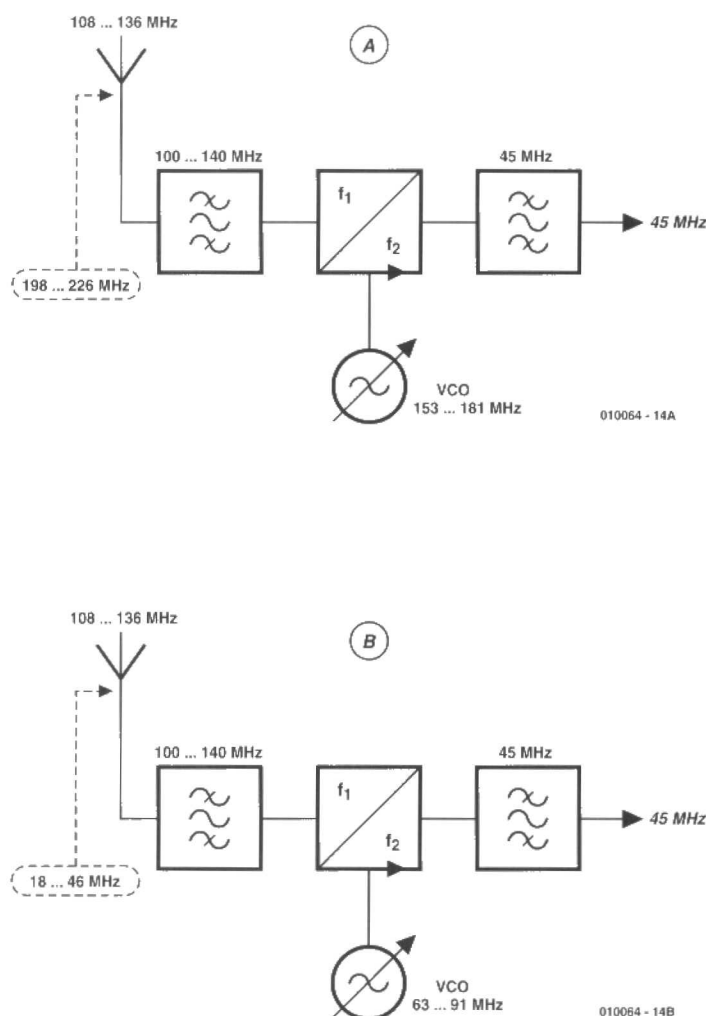 108 ... 136 MHz
A
100 ... 140 MHz
45 MHz
f1
f2
45 MHz
198 ... 226 MHz
VCO
153 ... 181 MHz
010064 - 14A
108 ... 136 MHz
B
100 ... 140 MHz
45 MHz
f1
f2
45 MHz
18 ... 46 MHz
VCO
63 ... 91 MHz
010064 - 14B